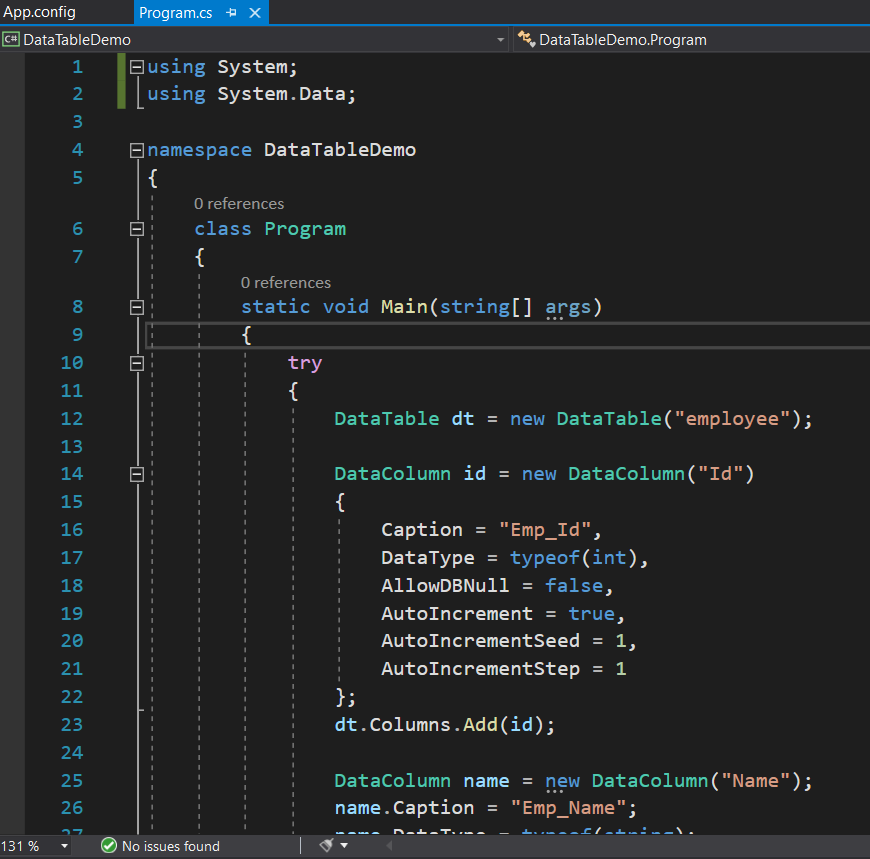 App.config Program.cs
C# DataTableDemo DataTableDemo.Program
1 using System;
2 using System.Data;
3
4 namespace DataTableDemo
5 {
0 references
6 class Program
7 {
0 references
8 static void Main(string[] args)
9 {
10 try
11 {
12 DataTable dt = new DataTable("employee");
13
14 DataColumn id = new DataColumn("Id")
15 {
16 Caption = "Emp_Id",
17 DataType = typeof(int),
18 AllowDBNull = false,
19 AutoIncrement = true,
20 AutoIncrementSeed = 1,
21 AutoIncrementStep = 1
22 };
23 dt.Columns.Add(id);
24
25 DataColumn name = new DataColumn("Name");
26 name.Caption = "Emp_Name";
27 name.DataType = typeof(string);
131 % No issues found